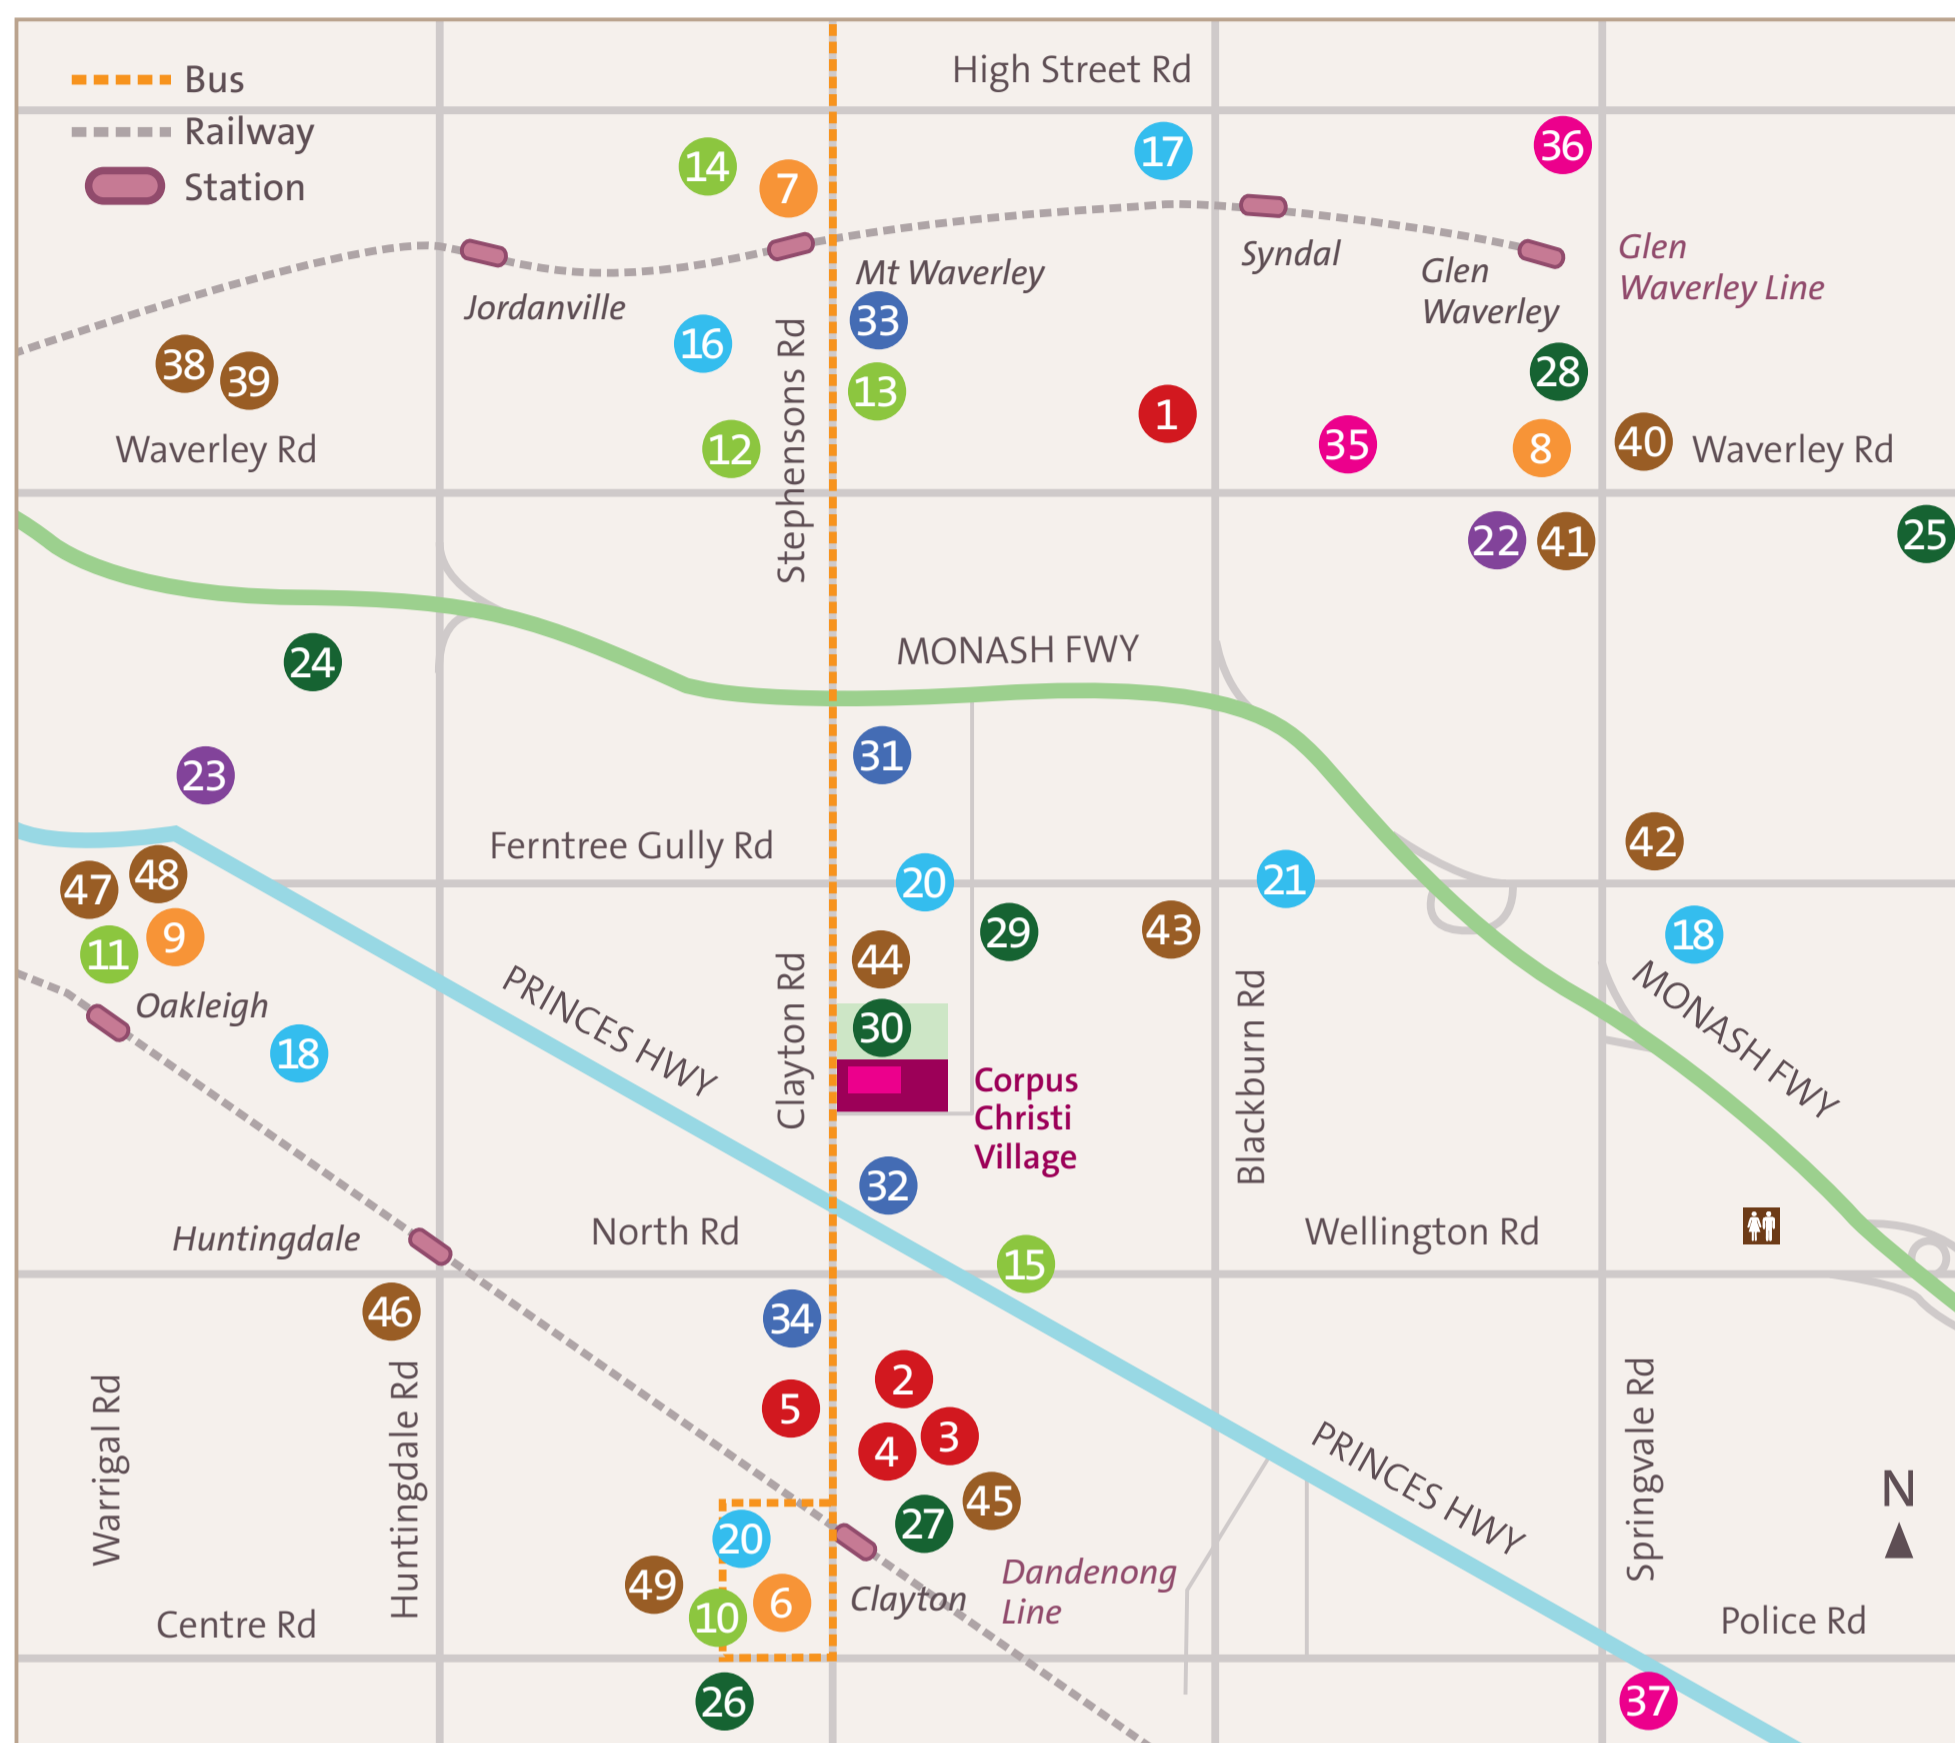 High Street Rd
Bus
Railway
Station
14
7
17
36
Mt Waverley
Syndal
Glen
Waverley
Glen
Waverley Line
Jordanville
16
33
13
12
Stephensons Rd
38
39
1
35
28
8
40
Waverley Rd
Waverley Rd
22
41
25
24
MONASH FWY
31
23
Ferntree Gully Rd
42
47
48
20
21
11
9
29
43
18
44
Oakleigh
18
PRINCES HWY
Clayton Rd
30
Blackburn Rd
MONASH FWY
Corpus
Christi
Village
32
Huntingdale
North Rd
Wellington Rd
15
46
34
2
5
4
3
45
27
Warrigal Rd
Huntingdale Rd
PRINCES HWY
Springvale Rd
N
20
49
10
6
Clayton
Dandenong
Line
Centre Rd
Police Rd
26
37